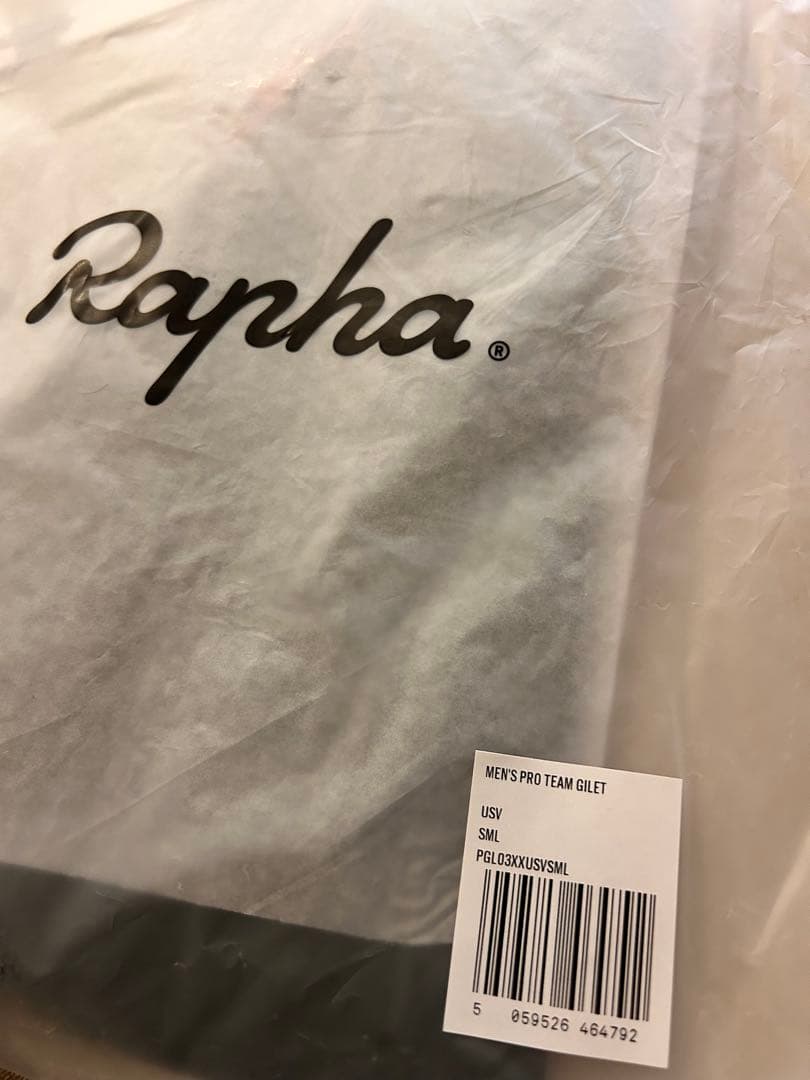 Rapha®
MEN'S PRO TEAM GILET
USV
SML
PGL03XXUSVSML
5 059526 464792